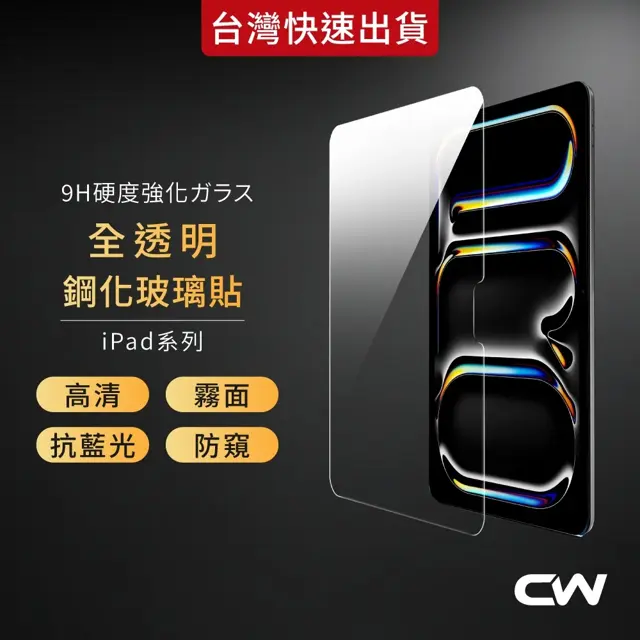 台灣快速出貨
9H硬度強化ガラス
全透明
鋼化玻璃貼
iPad系列
高清
霧面
抗藍光
防窺
CW